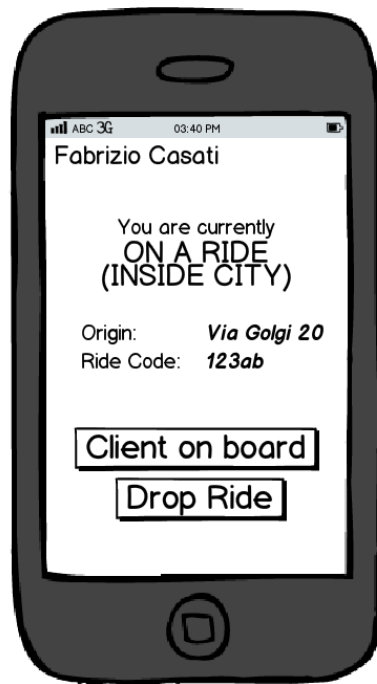 ABC 3G 03:40 PM
Fabrizio Casati
You are currently
ON A RIDE
(INSIDE CITY)
Origin: Via Golgi 20
Ride Code: 123ab
Client on board
Drop Ride